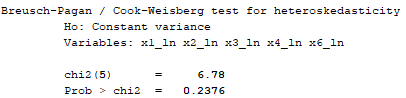 Breusch-Pagan / Cook-Weisberg test for heteroskedasticity
Ho: Constant variance
Variables: x1_ln x2_ln x3_ln x4_ln x6_ln
chi2(5) = 6.78
Prob > chi2 = 0.2376